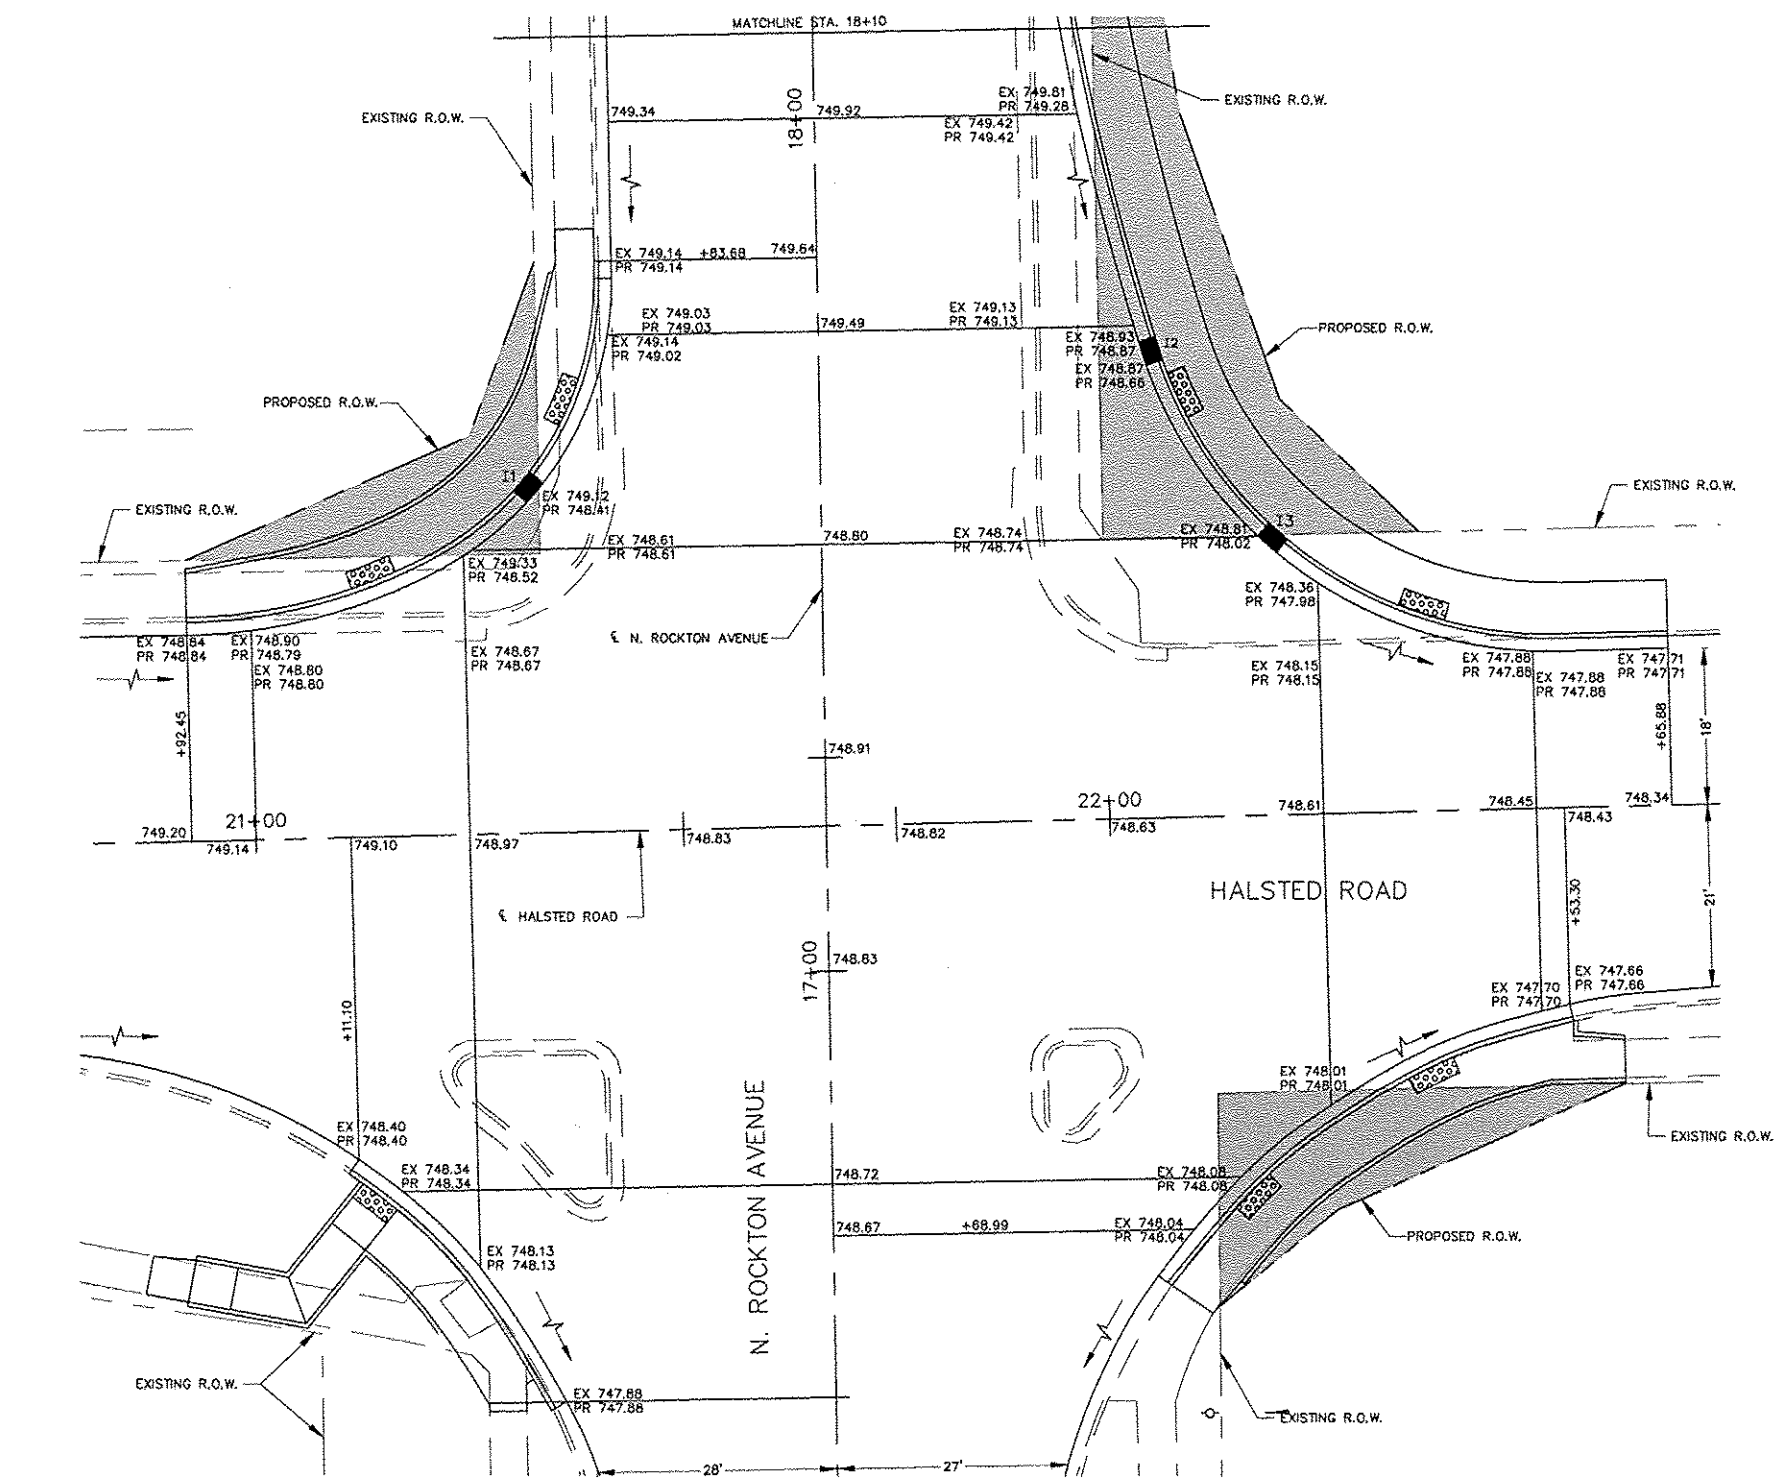 MATCHLINE STA. 18+10
EXISTING R.O.W.
749.34
18+00
749.92
EX 749.81
PR 749.28
EX 749.42
PR 749.42
EXISTING R.O.W.
EX 749.14 +83.68 749.64
PR 749.14
EX 749.03
PR 749.03
749.49
EX 749.13
PR 749.13
EX 749.14
PR 749.02
EX 748.93
PR 748.87
I2
EX 748.87
PR 748.66
PROPOSED R.O.W.
PROPOSED R.O.W.
I1
EX 749.12
PR 748.41
EXISTING R.O.W.
EXISTING R.O.W.
EX 748.61
PR 748.61
748.80
EX 748.74
PR 748.74
EX 748.81
PR 748.02
I3
EX 749.33
PR 748.52
EX 748.36
PR 747.98
℄ N. ROCKTON AVENUE
EX 748.84
PR 748.84
EX 748.90
PR 748.79
EX 748.80
PR 748.80
EX 748.67
PR 748.67
EX 748.15
PR 748.15
EX 747.88
PR 747.88
EX 747.88
PR 747.88
EX 747.71
PR 747.71
+92.45
748.91
+65.88
18'
21+00
749.20
749.14
749.10
748.97
748.83
748.82
22+00
748.63
748.61
748.45
748.34
748.43
℄ HALSTED ROAD
HALSTED ROAD
+53.30
21'
17+00
748.83
+11.10
EX 747.70
PR 747.70
EX 747.66
PR 747.66
EX 748.01
PR 748.01
EX 748.40
PR 748.40
EX 748.34
PR 748.34
N. ROCKTON AVENUE
748.72
EX 748.08
PR 748.08
EXISTING R.O.W.
748.67
+68.99
EX 748.04
PR 748.04
PROPOSED R.O.W.
EX 748.13
PR 748.13
EXISTING R.O.W.
EX 747.88
PR 747.88
EXISTING R.O.W.
28'
27'